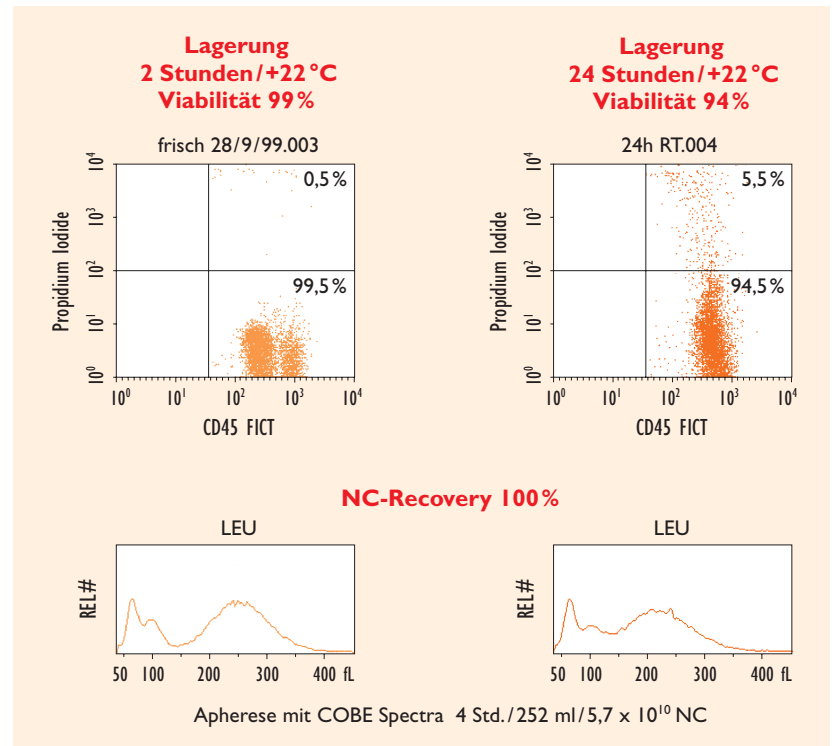 Lagerung
2 Stunden/+22 °C
Viabilität 99 %
frisch 28/9/99.003
10⁴
10³
10²
10¹
10⁰
Propidium Iodide
0,5 %
99,5 %
10⁰ 10¹ 10² 10³ 10⁴
CD45 FICT
Lagerung
24 Stunden/+22 °C
Viabilität 94 %
24h RT.004
10⁴
10³
10²
10¹
10⁰
Propidium Iodide
5,5 %
94,5 %
10⁰ 10¹ 10² 10³ 10⁴
CD45 FICT
NC-Recovery 100 %
LEU
REL#
50 100 200 300 400 fL
LEU
REL#
50 100 200 300 400 fL
Apherese mit COBE Spectra 4 Std./252 ml/5,7 x 10¹⁰ NC